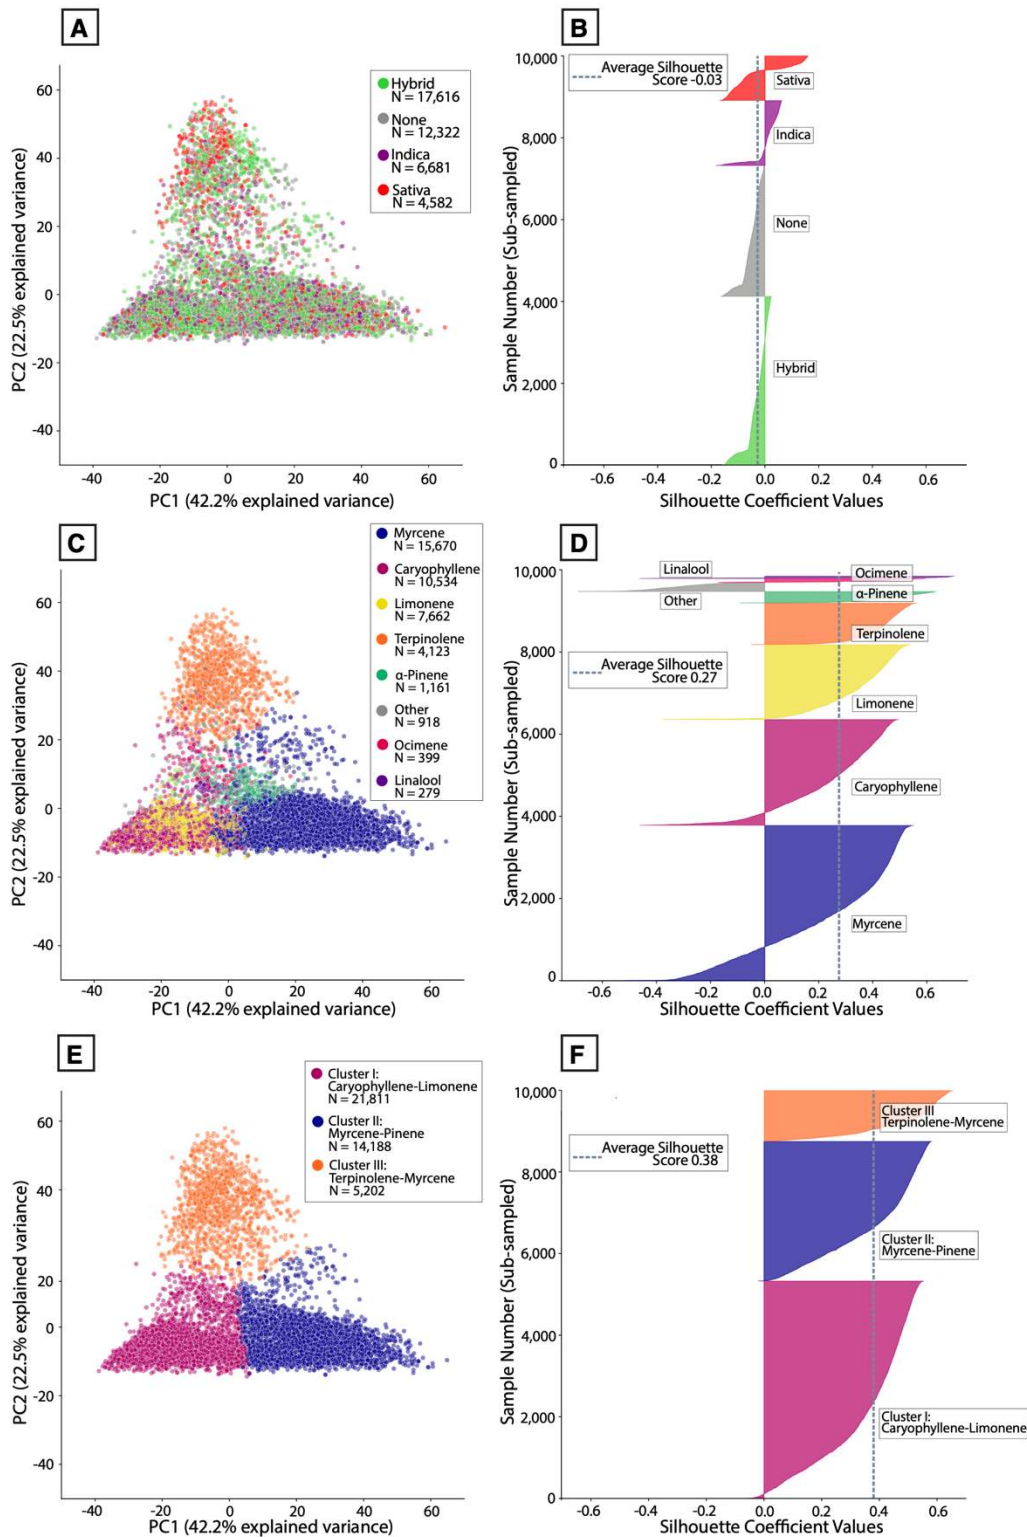 A
PC2 (22.5% explained variance)
60
40
20
0
-20
-40
-40
-20
0
20
40
60
PC1 (42.2% explained variance)
Hybrid
N = 17,616
None
N = 12,322
Indica
N = 6,681
Sativa
N = 4,582
B
Sample Number (Sub-sampled)
10,000
8,000
6,000
4,000
2,000
0
Average Silhouette
Score -0.03
Sativa
Indica
None
Hybrid
-0.6
-0.4
-0.2
0.0
0.2
0.4
0.6
Silhouette Coefficient Values
C
PC2 (22.5% explained variance)
60
40
20
0
-20
-40
-40
-20
0
20
40
60
PC1 (42.2% explained variance)
Myrcene
N = 15,670
Caryophyllene
N = 10,534
Limonene
N = 7,662
Terpinolene
N = 4,123
α-Pinene
N = 1,161
Other
N = 918
Ocimene
N = 399
Linalool
N = 279
D
Sample Number (Sub-sampled)
10,000
8,000
6,000
4,000
2,000
0
Linalool
Other
Ocimene
α-Pinene
Terpinolene
Average Silhouette
Score 0.27
Limonene
Caryophyllene
Myrcene
-0.6
-0.4
-0.2
0.0
0.2
0.4
0.6
Silhouette Coefficient Values
E
PC2 (22.5% explained variance)
60
40
20
0
-20
-40
-40
-20
0
20
40
60
PC1 (42.2% explained variance)
Cluster I:
Caryophyllene-Limonene
N = 21,811
Cluster II:
Myrcene-Pinene
N = 14,188
Cluster III:
Terpinolene-Myrcene
N = 5,202
F
Sample Number (Sub-sampled)
10,000
8,000
6,000
4,000
2,000
0
Cluster III
Terpinolene-Myrcene
Average Silhouette
Score 0.38
Cluster II:
Myrcene-Pinene
Cluster I:
Caryophyllene-Limonene
-0.6
-0.4
-0.2
0
0.2
0.4
0.6
Silhouette Coefficient Values